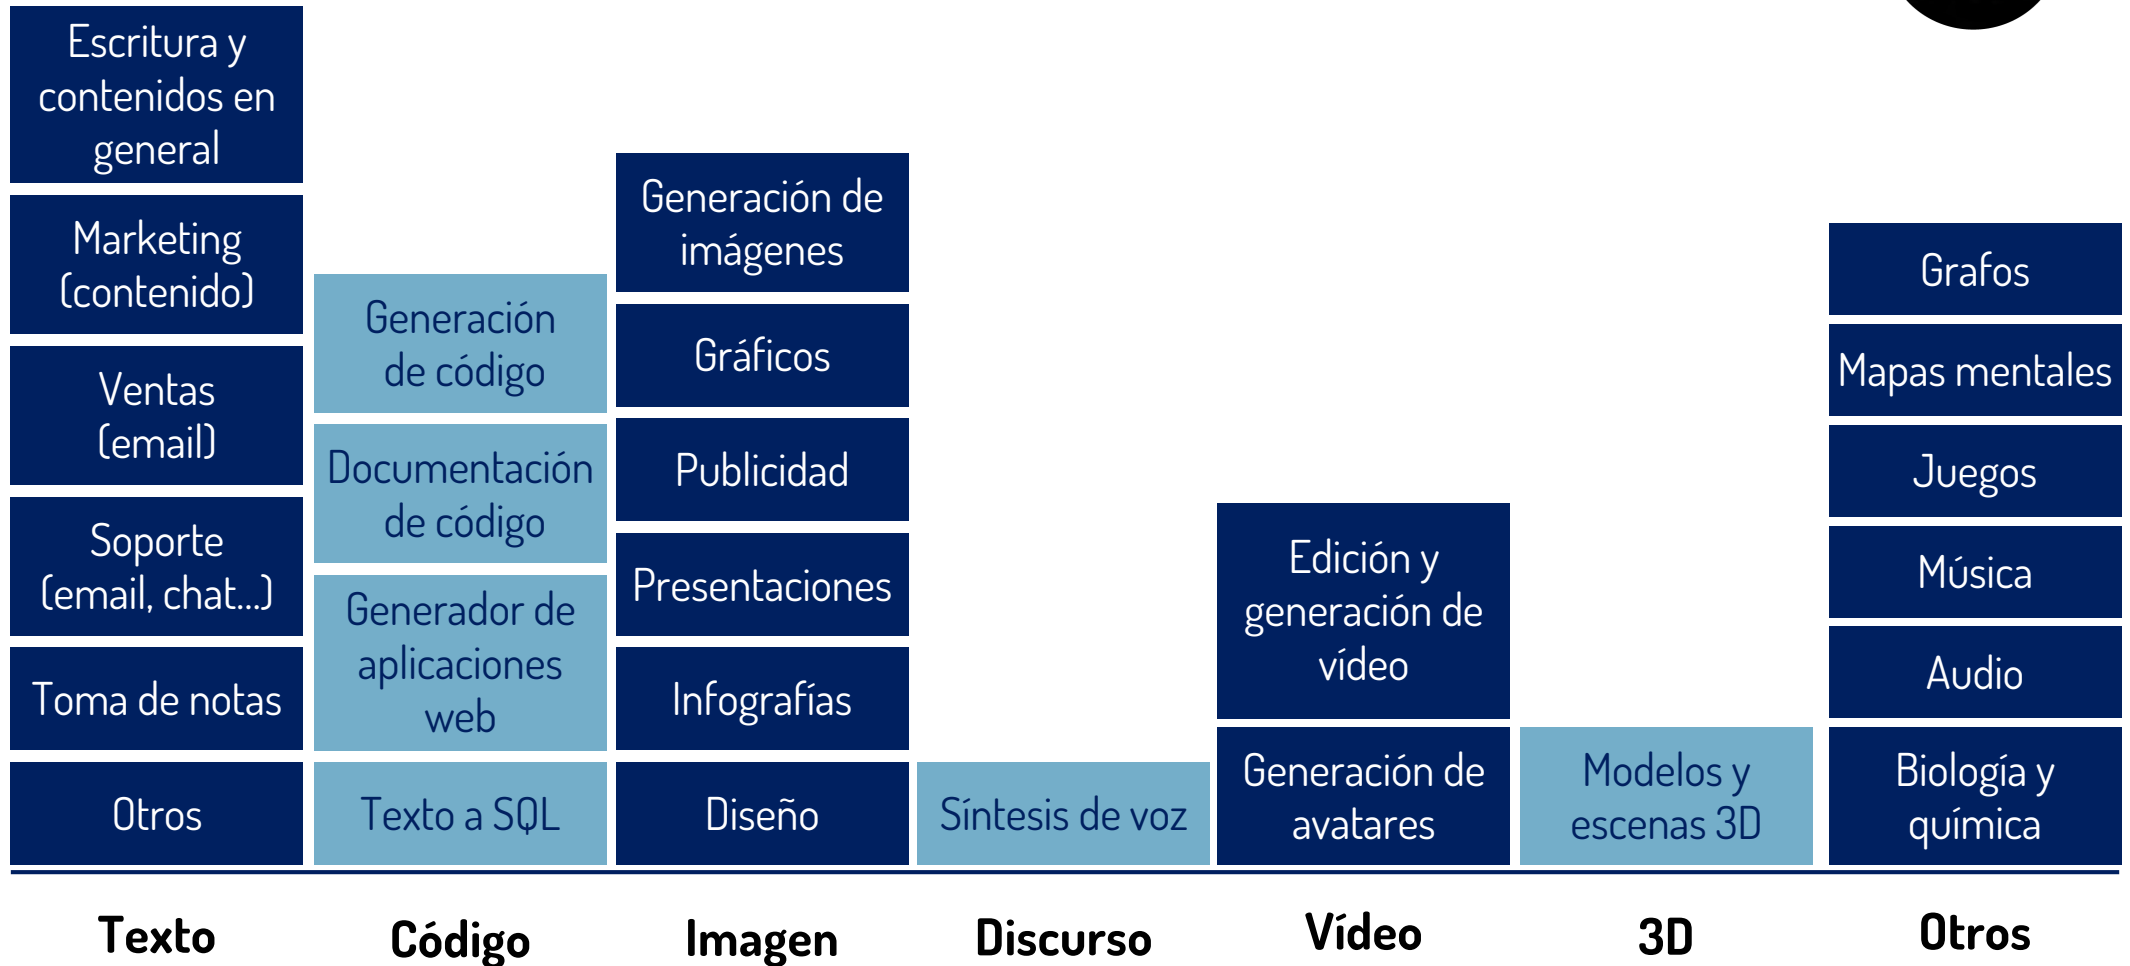 Escritura y
contenidos en
general
Marketing
(contenido)
Ventas
(email)
Soporte
(email, chat...)
Toma de notas
Otros
Texto
Generación
de código
Documentación
de código
Generador de
aplicaciones
web
Texto a SQL
Código
Generación de
imágenes
Gráficos
Publicidad
Presentaciones
Infografías
Diseño
Imagen
Síntesis de voz
Discurso
Edición y
generación de
vídeo
Generación de
avatares
Vídeo
Modelos y
escenas 3D
3D
Grafos
Mapas mentales
Juegos
Música
Audio
Biología y
química
Otros